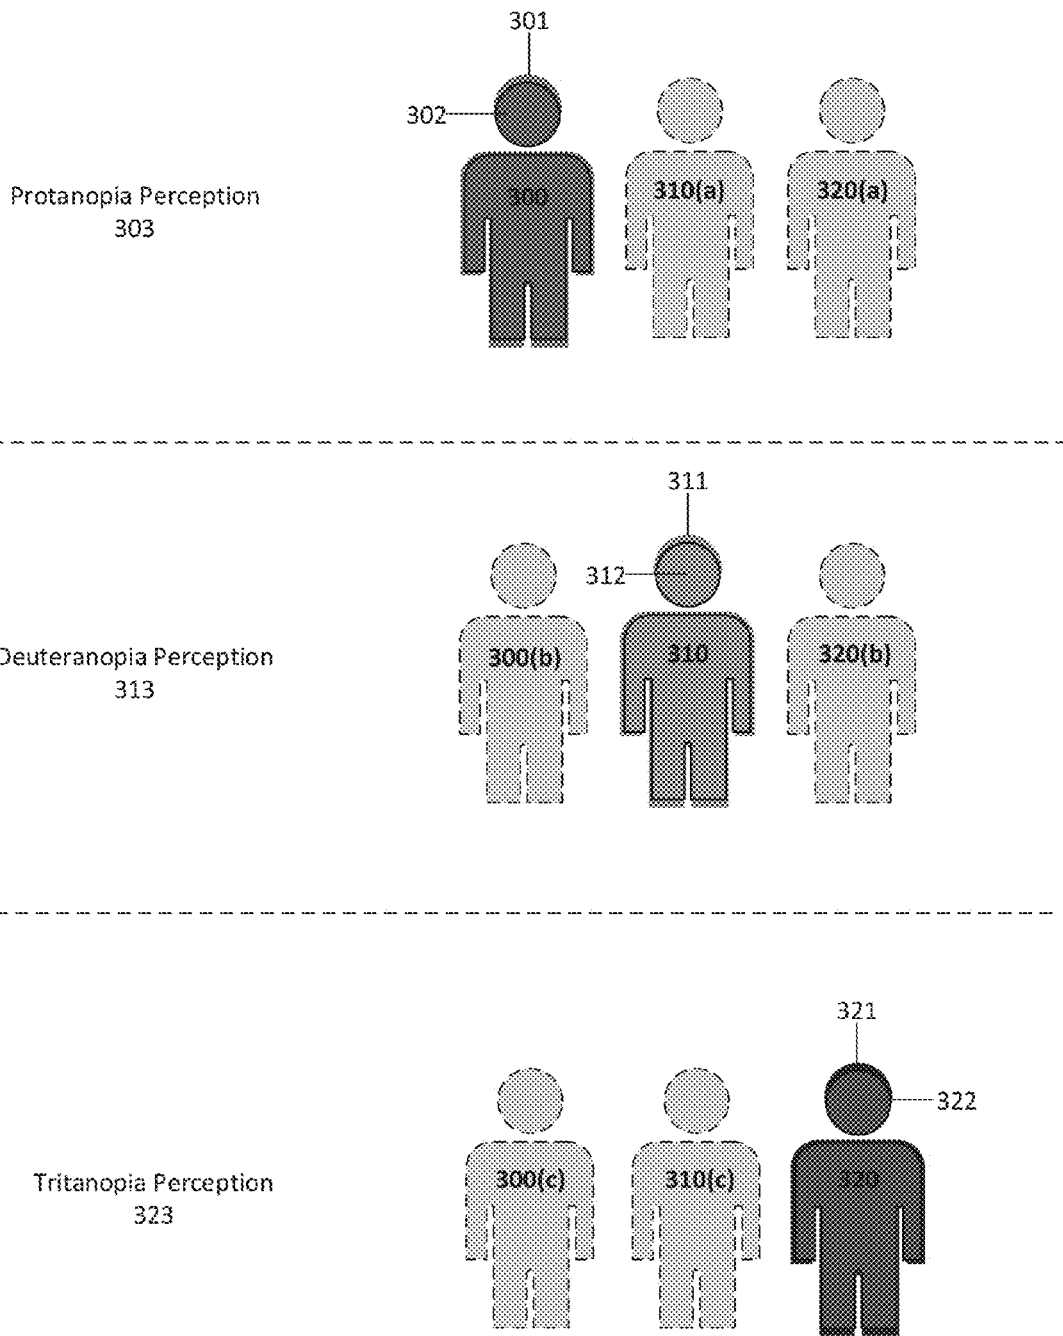 301
302
300
310(a)
320(a)
Protanopia Perception
303
311
312
300(b)
310
320(b)
Deuteranopia Perception
313
321
322
300(c)
310(c)
320
Tritanopia Perception
323